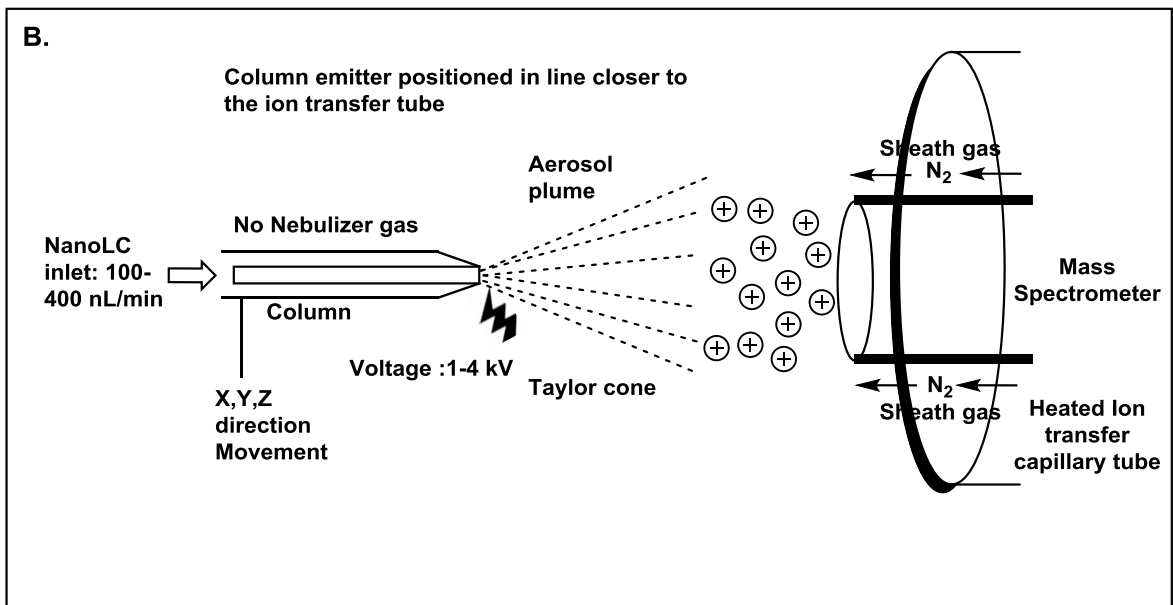 B.
Column emitter positioned in line closer to
the ion transfer tube
Aerosol
plume
Sheath gas
N2
No Nebulizer gas
NanoLC
inlet: 100-
400 nL/min
Column
Voltage :1-4 kV
Taylor cone
X,Y,Z
direction
Movement
Mass
Spectrometer
N2
Sheath gas
Heated Ion
transfer
capillary tube